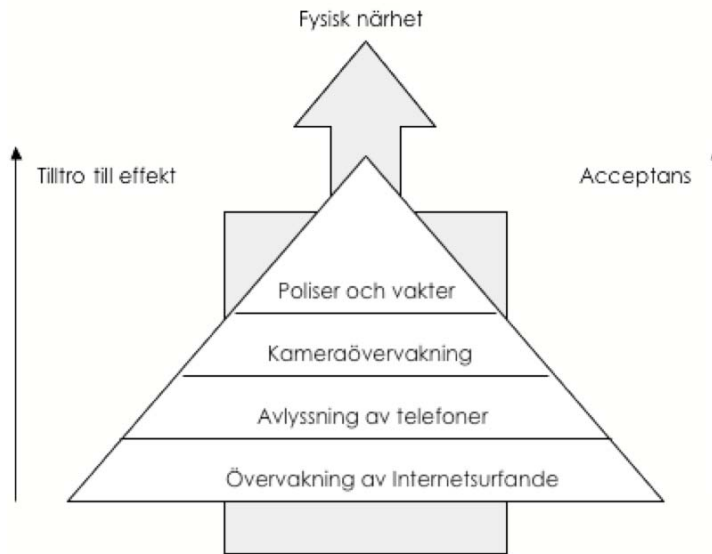 Fysisk närhet
Tilltro till effekt
Acceptans
Poliser och vakter
Kameraövervakning
Avlyssning av telefoner
Övervakning av Internetsurfande